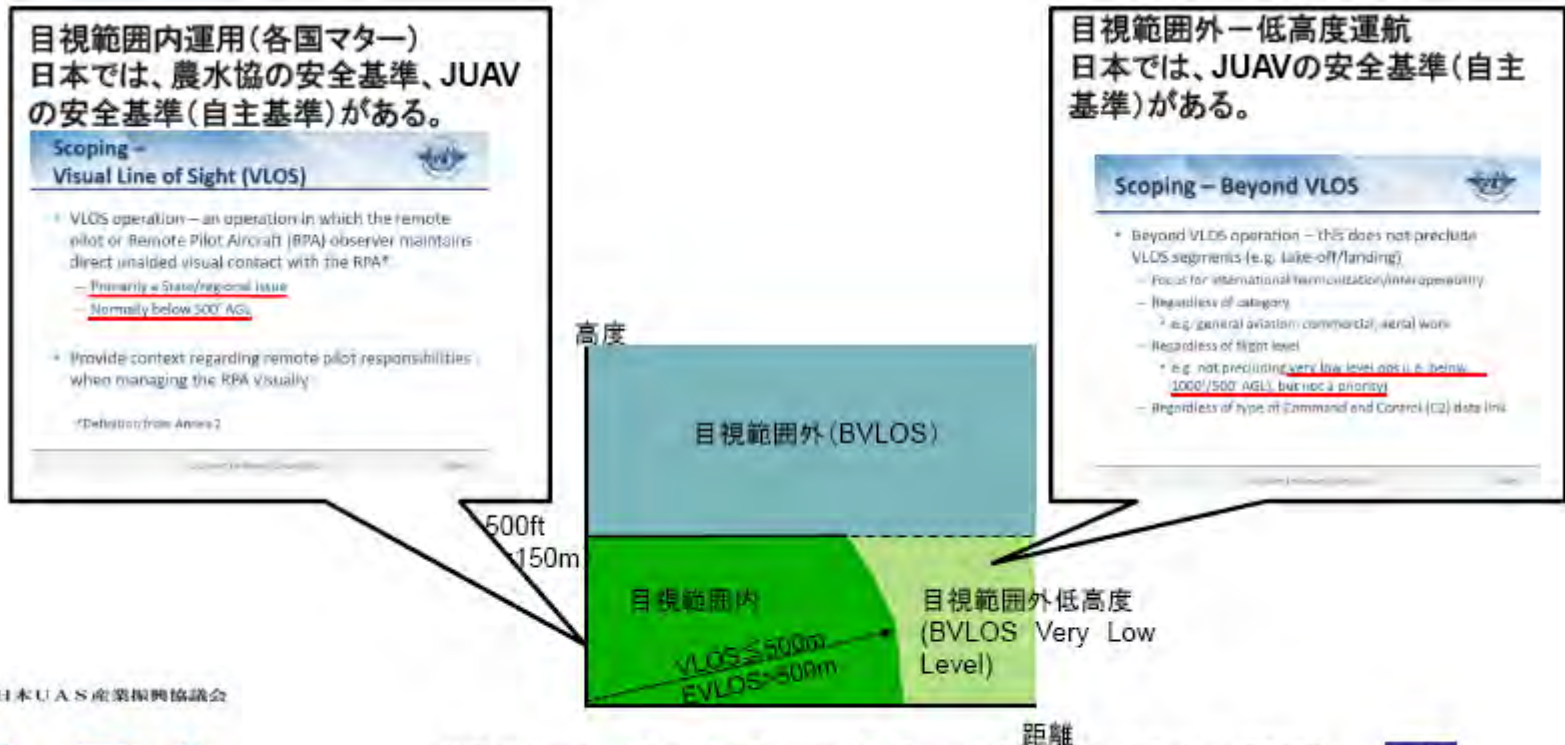 目視範囲内運用(各国マター)
日本では、農水協の安全基準、JUAV
の安全基準(自主基準)がある。
Scoping –
Visual Line of Sight (VLOS)
VLOS operation – an operation in which the remote
pilot or Remote Pilot Aircraft (RPA) observer maintains
direct unaided visual contact with the RPA*
– Primarily a State/regional issue
– Normally below 500' AGL
Provide context regarding remote pilot responsibilities
when managing the RPA visually
*Definition from Annex 2
目視範囲外ー低高度運航
日本では、JUAVの安全基準(自主
基準)がある。
Scoping – Beyond VLOS
• Beyond VLOS operation – this does not preclude
VLOS segments (e.g. take-off/landing)
– Focus for international harmonization/interoperability
– Regardless of category
• e.g. general aviation, commercial, aerial work
– Regardless of flight level
• e.g. not precluding very low level ops (i.e. below
1000'/500' AGL), but not a priority)
– Regardless of type of Command and Control (C2) data link
高度
目視範囲外(BVLOS)
500ft
150m
目視範囲内
VLOS≦500m
EVLOS>500m
目視範囲外低高度
(BVLOS Very Low
Level)
距離
日本UAS産業振興協議会